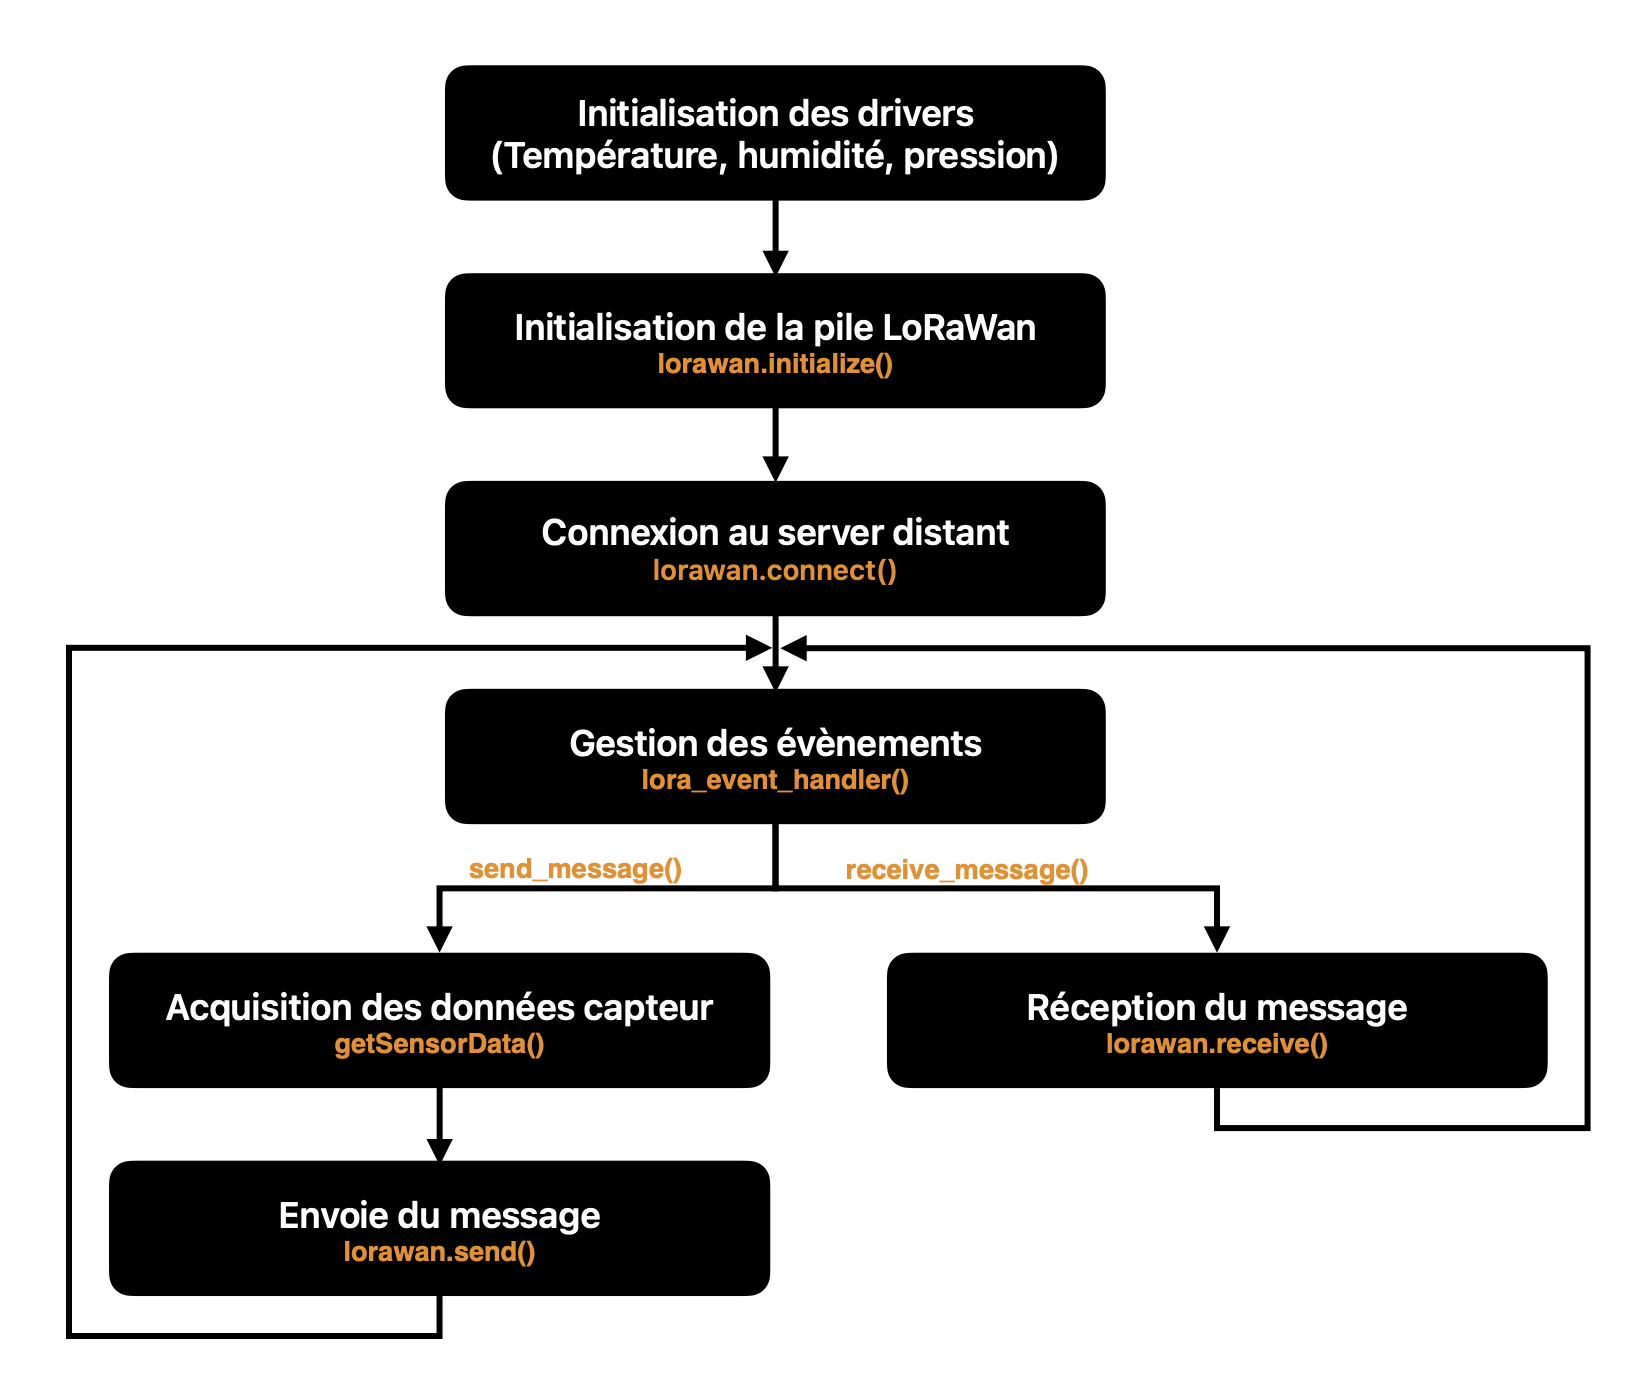 Initialisation des drivers
(Température, humidité, pression)
Initialisation de la pile LoRaWan
lorawan.initialize()
Connexion au server distant
lorawan.connect()
Gestion des évènements
lora_event_handler()
send_message()
receive_message()
Acquisition des données capteur
getSensorData()
Réception du message
lorawan.receive()
Envoie du message
lorawan.send()